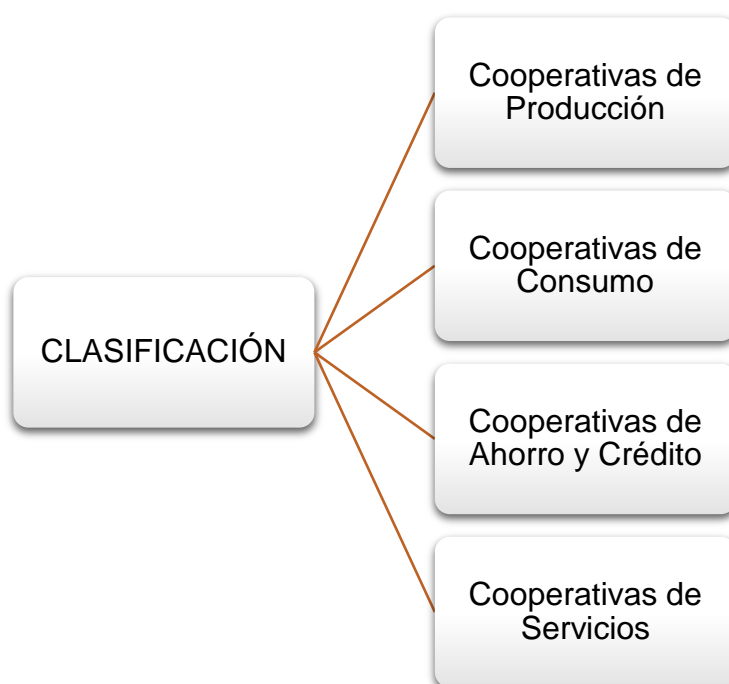 Cooperativas de
Producción
Cooperativas de
Consumo
CLASIFICACIÓN
Cooperativas de
Ahorro y Crédito
Cooperativas de
Servicios